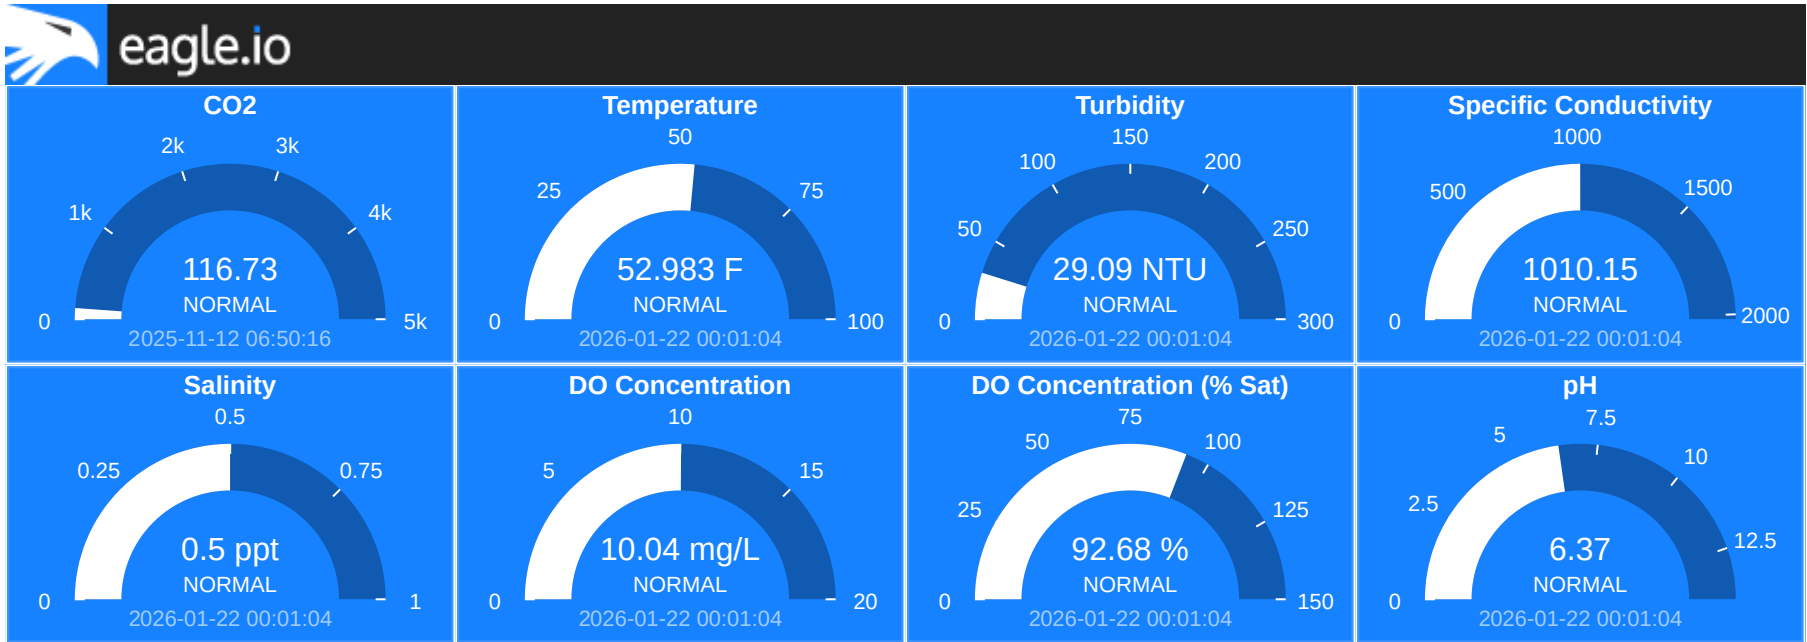 eagle.io
CO2
2k
3k
1k
4k
116.73
NORMAL
0
5k
2025-11-12 06:50:16
Temperature
50
25
75
52.983 F
NORMAL
0
100
2026-01-22 00:01:04
Turbidity
150
100
200
50
250
29.09 NTU
NORMAL
0
300
2026-01-22 00:01:04
Specific Conductivity
1000
500
1500
1010.15
NORMAL
0
2000
2026-01-22 00:01:04
Salinity
0.5
0.25
0.75
0.5 ppt
NORMAL
0
1
2026-01-22 00:01:04
DO Concentration
10
5
15
10.04 mg/L
NORMAL
0
20
2026-01-22 00:01:04
DO Concentration (% Sat)
75
50
100
25
125
92.68 %
NORMAL
0
150
2026-01-22 00:01:04
pH
7.5
5
10
2.5
12.5
6.37
NORMAL
0
2026-01-22 00:01:04